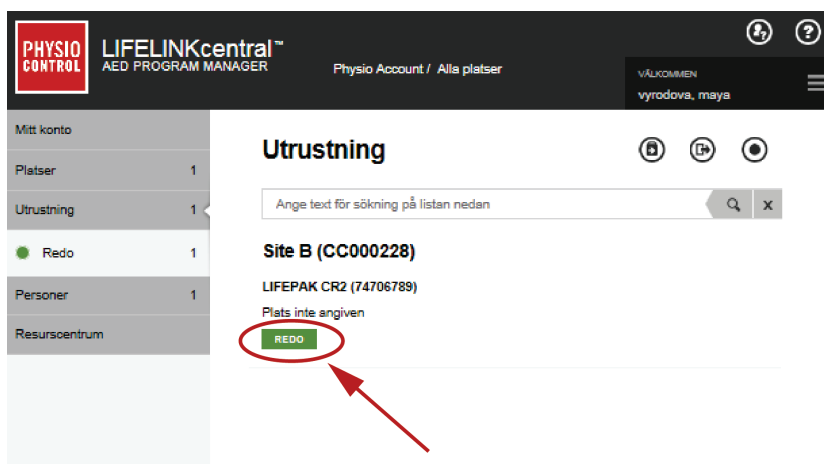 PHYSIO
CONTROL
LIFELINKcentral™
AED PROGRAM MANAGER
Physio Account / Alla platser
VÄLKOMMEN
vyrodova, maya
Mitt konto
Platser 1
Utrustning 1
Redo 1
Personer 1
Resurscentrum
Utrustning
Ange text för sökning på listan nedan
x
Site B (CC000228)
LIFEPAK CR2 (74706789)
Plats inte angiven
REDO